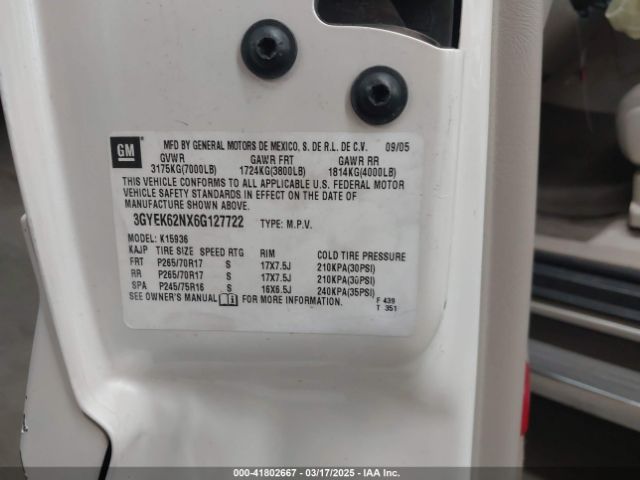 GM
MFD BY GENERAL MOTORS DE MEXICO, S. DE R.L. DE C.V. 09/05
GVWR GAWR FRT GAWR RR
3175KG(7000LB) 1724KG(3800LB) 1814KG(4000LB)
THIS VEHICLE CONFORMS TO ALL APPLICABLE U.S. FEDERAL MOTOR
VEHICLE SAFETY STANDARDS IN EFFECT ON THE DATE OF
MANUFACTURE SHOWN ABOVE.
3GYEK62NX6G127722 TYPE: M.P.V.
MODEL: K15936
KAJP TIRE SIZE SPEED RTG RIM COLD TIRE PRESSURE
FRT P265/70R17 S 17X7.5J 210KPA(30PSI)
RR P265/70R17 S 17X7.5J 210KPA(30PSI)
SPA P245/75R16 S 16X6.5J 240KPA(35PSI)
SEE OWNER'S MANUAL FOR MORE INFORMATION.
F 439
T 351
000-41802667 - 03/17/2025 - IAA Inc.